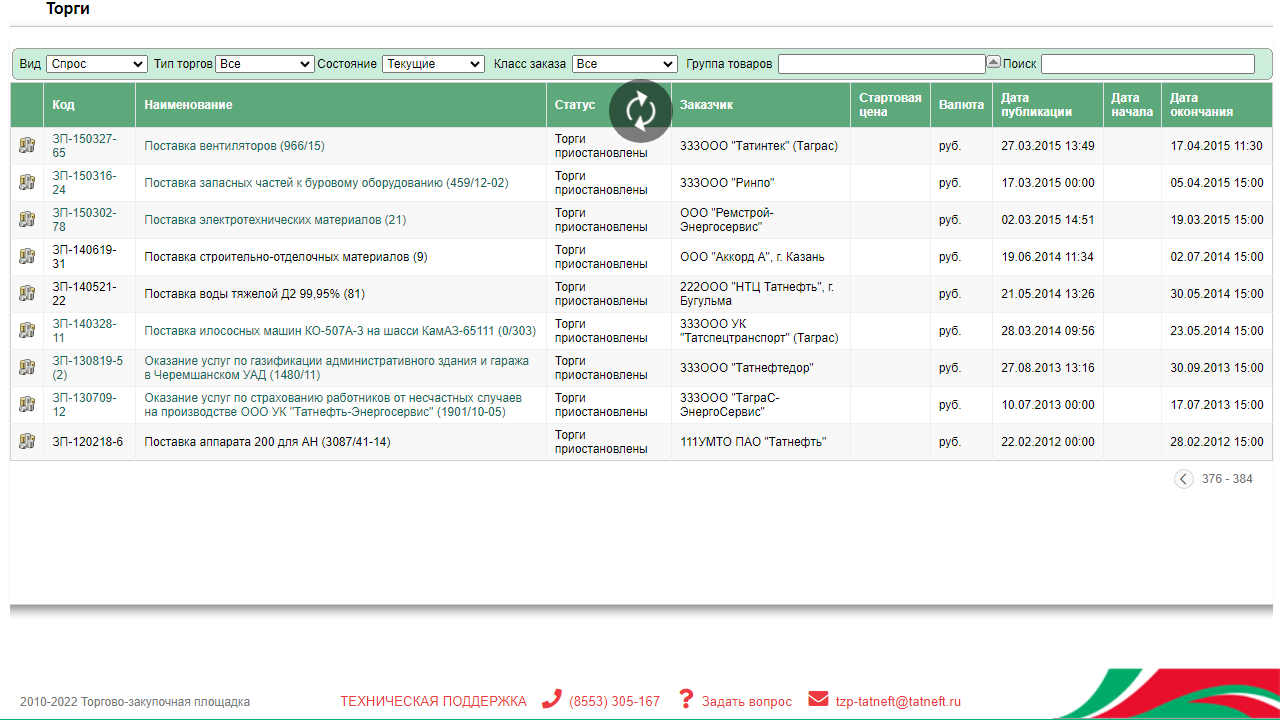 Торги
Вид Спрос Тип торгов Все Состояние Текущие Класс заказа Все Группа товаров Поиск
Код Наименование Статус Заказчик Стартовая цена Валюта Дата публикации Дата начала Дата окончания
ЗП-150327-65 Поставка вентиляторов (966/15) Торги приостановлены 333ООО "Татинтек" (Таграс) руб. 27.03.2015 13:49 17.04.2015 11:30
ЗП-150316-24 Поставка запасных частей к буровому оборудованию (459/12-02) Торги приостановлены 333ООО "Ринпо" руб. 17.03.2015 00:00 05.04.2015 15:00
ЗП-150302-78 Поставка электротехнических материалов (21) Торги приостановлены ООО "Ремстрой-Энергосервис" руб. 02.03.2015 14:51 19.03.2015 15:00
ЗП-140619-31 Поставка строительно-отделочных материалов (9) Торги приостановлены ООО "Аккорд А", г. Казань руб. 19.06.2014 11:34 02.07.2014 15:00
ЗП-140521-22 Поставка воды тяжелой Д2 99,95% (81) Торги приостановлены 222ООО "НТЦ Татнефть", г. Бугульма руб. 21.05.2014 13:26 30.05.2014 15:00
ЗП-140328-11 Поставка илососных машин КО-507А-3 на шасси КамАЗ-65111 (0/303) Торги приостановлены 333ООО УК "Татспецтранспорт" (Таграс) руб. 28.03.2014 09:56 23.05.2014 15:00
ЗП-130819-5 (2) Оказание услуг по газификации административного здания и гаража в Черемшанском УАД (1480/11) Торги приостановлены 333ООО "Татнефтедор" руб. 27.08.2013 13:16 30.09.2013 15:00
ЗП-130709-12 Оказание услуг по страхованию работников от несчастных случаев на производстве ООО УК "Татнефть-Энергосервис" (1901/10-05) Торги приостановлены 333ООО "ТаграС-ЭнергоСервис" руб. 10.07.2013 00:00 17.07.2013 15:00
ЗП-120218-6 Поставка аппарата 200 для АН (3087/41-14) Торги приостановлены 111УМТО ПАО "Татнефть" руб. 22.02.2012 00:00 28.02.2012 15:00
376 - 384
2010-2022 Торгово-закупочная площадка ТЕХНИЧЕСКАЯ ПОДДЕРЖКА (8553) 305-167 Задать вопрос tzp-tatneft@tatneft.ru